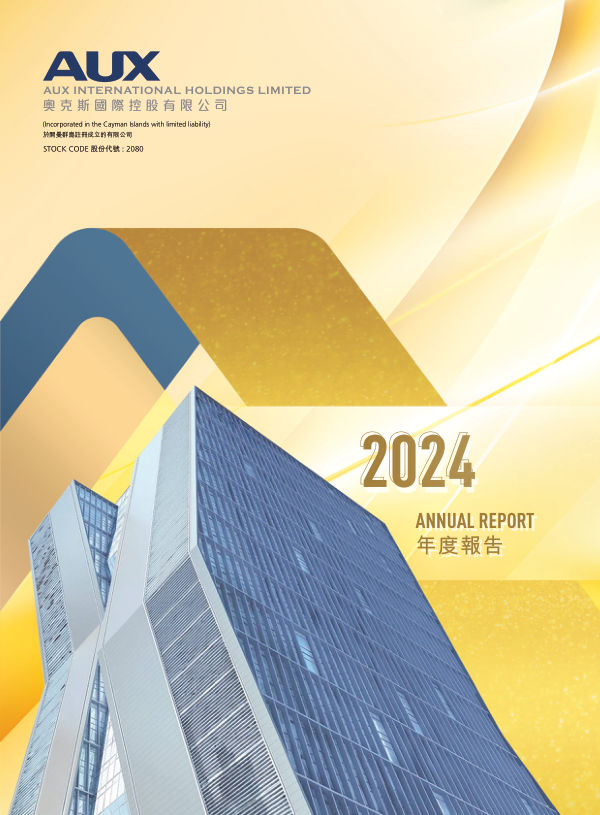 AUX
AUX INTERNATIONAL HOLDINGS LIMITED
奧克斯國際控股有限公司
(Incorporated in the Cayman Islands with limited liability)
於開曼群島註冊成立的有限公司
STOCK CODE 股份代號 : 2080
2024
ANNUAL REPORT
年度報告